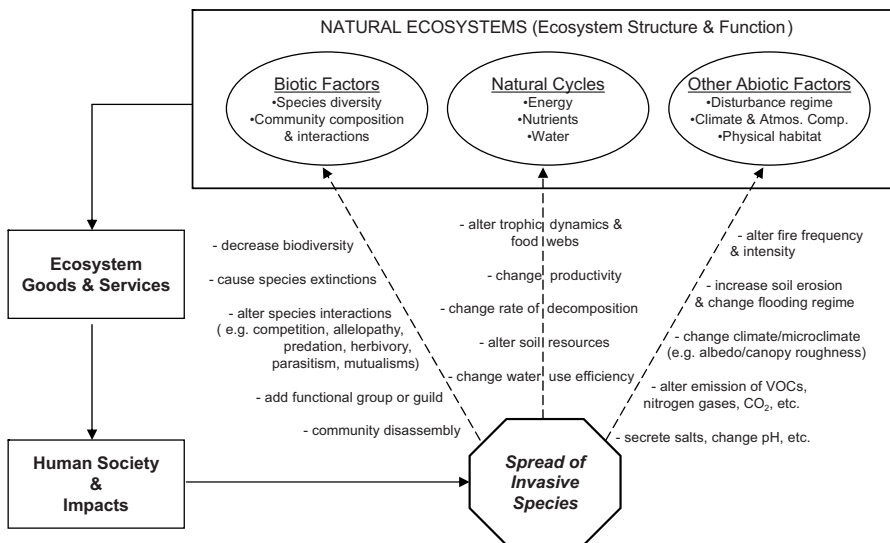 NATURAL ECOSYSTEMS (Ecosystem Structure & Function)
Biotic Factors
•Species diversity
•Community composition
& interactions
Natural Cycles
•Energy
•Nutrients
•Water
Other Abiotic Factors
•Disturbance regime
•Climate & Atmos. Comp.
•Physical habitat
Ecosystem
Goods & Services
Human Society
&
Impacts
- decrease biodiversity
- cause species extinctions
- alter species interactions
( e.g. competition, allelopathy,
predation, herbivory,
parasitism, mutualisms)
- add functional group or guild
- community disassembly
- alter trophic dynamics &
food webs
- change productivity
- change rate of decomposition
- alter soil resources
- change water use efficiency
- alter fire frequency
& intensity
- increase soil erosion
& change flooding regime
- change climate/microclimate
(e.g. albedo/canopy roughness)
- alter emission of VOCs,
nitrogen gases, CO₂, etc.
- secrete salts, change pH, etc.
Spread of
Invasive
Species